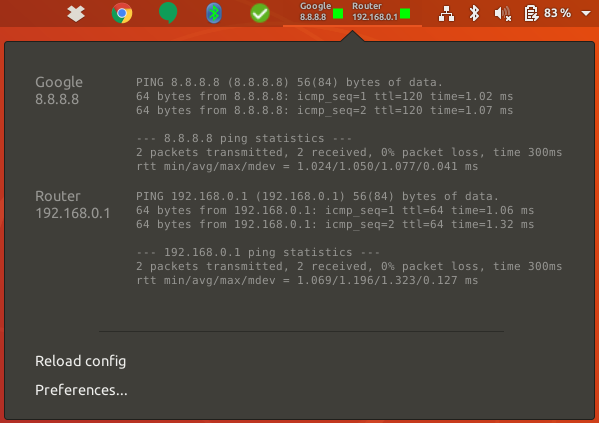 Google
8.8.8.8
Router
192.168.0.1
83 %
Google
8.8.8.8
PING 8.8.8.8 (8.8.8.8) 56(84) bytes of data.
64 bytes from 8.8.8.8: icmp_seq=1 ttl=120 time=1.02 ms
64 bytes from 8.8.8.8: icmp_seq=2 ttl=120 time=1.07 ms
--- 8.8.8.8 ping statistics ---
2 packets transmitted, 2 received, 0% packet loss, time 300ms
rtt min/avg/max/mdev = 1.024/1.050/1.077/0.041 ms
Router
192.168.0.1
PING 192.168.0.1 (192.168.0.1) 56(84) bytes of data.
64 bytes from 192.168.0.1: icmp_seq=1 ttl=64 time=1.06 ms
64 bytes from 192.168.0.1: icmp_seq=2 ttl=64 time=1.32 ms
--- 192.168.0.1 ping statistics ---
2 packets transmitted, 2 received, 0% packet loss, time 300ms
rtt min/avg/max/mdev = 1.069/1.196/1.323/0.127 ms
Reload config
Preferences...